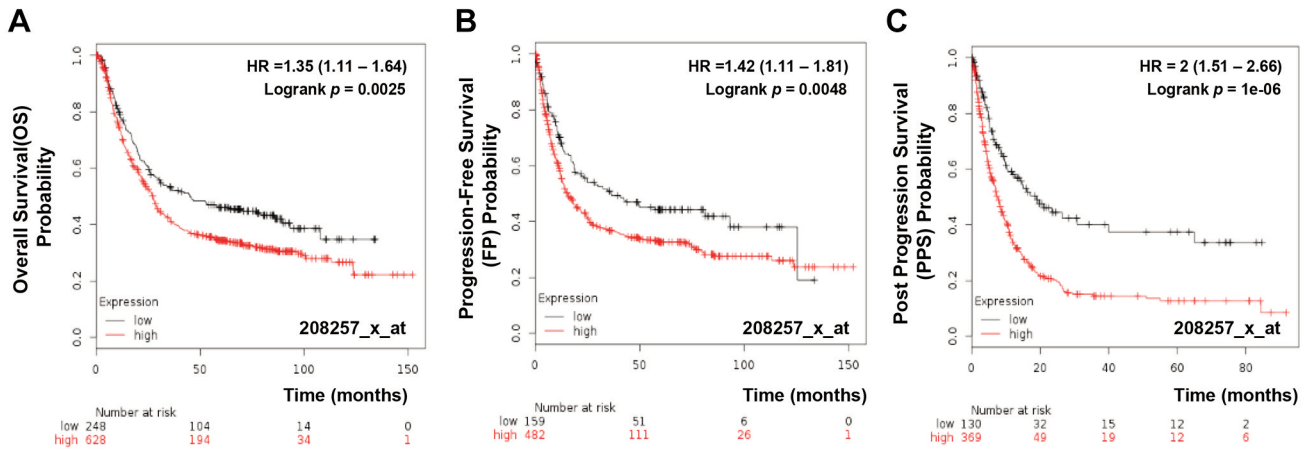 A
Overall Survival(OS)
Probability
1.0
0.8
0.6
0.4
0.2
0.0
HR =1.35 (1.11 – 1.64)
Logrank p = 0.0025
Expression
low
high
208257_x_at
0 50 100 150
Time (months)
Number at risk
low 248 104 14 0
high 628 194 34 1
B
Progression-Free Survival
(FP) Probability
1.0
0.8
0.6
0.4
0.2
0.0
HR =1.42 (1.11 – 1.81)
Logrank p = 0.0048
Expression
low
high
208257_x_at
0 50 100 150
Time (months)
Number at risk
low 159 51 6 0
high 482 111 26 1
C
Post Progression Survival
(PPS) Probability
1.0
0.8
0.6
0.4
0.2
0.0
HR = 2 (1.51 – 2.66)
Logrank p = 1e-06
Expression
low
high
208257_x_at
0 20 40 60 80
Time (months)
Number at risk
low 130 32 15 12 2
high 369 49 19 12 6